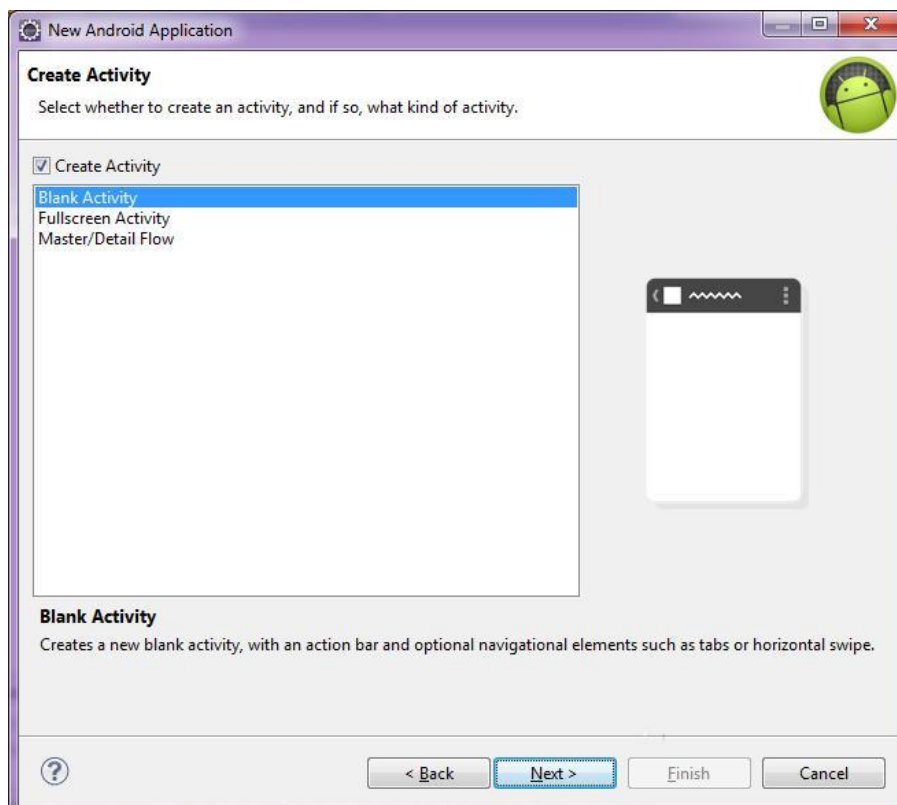 New Android Application
Create Activity
Select whether to create an activity, and if so, what kind of activity.
Create Activity
Blank Activity
Fullscreen Activity
Master/Detail Flow
Blank Activity
Creates a new blank activity, with an action bar and optional navigational elements such as tabs or horizontal swipe.
< Back
Next >
Finish
Cancel